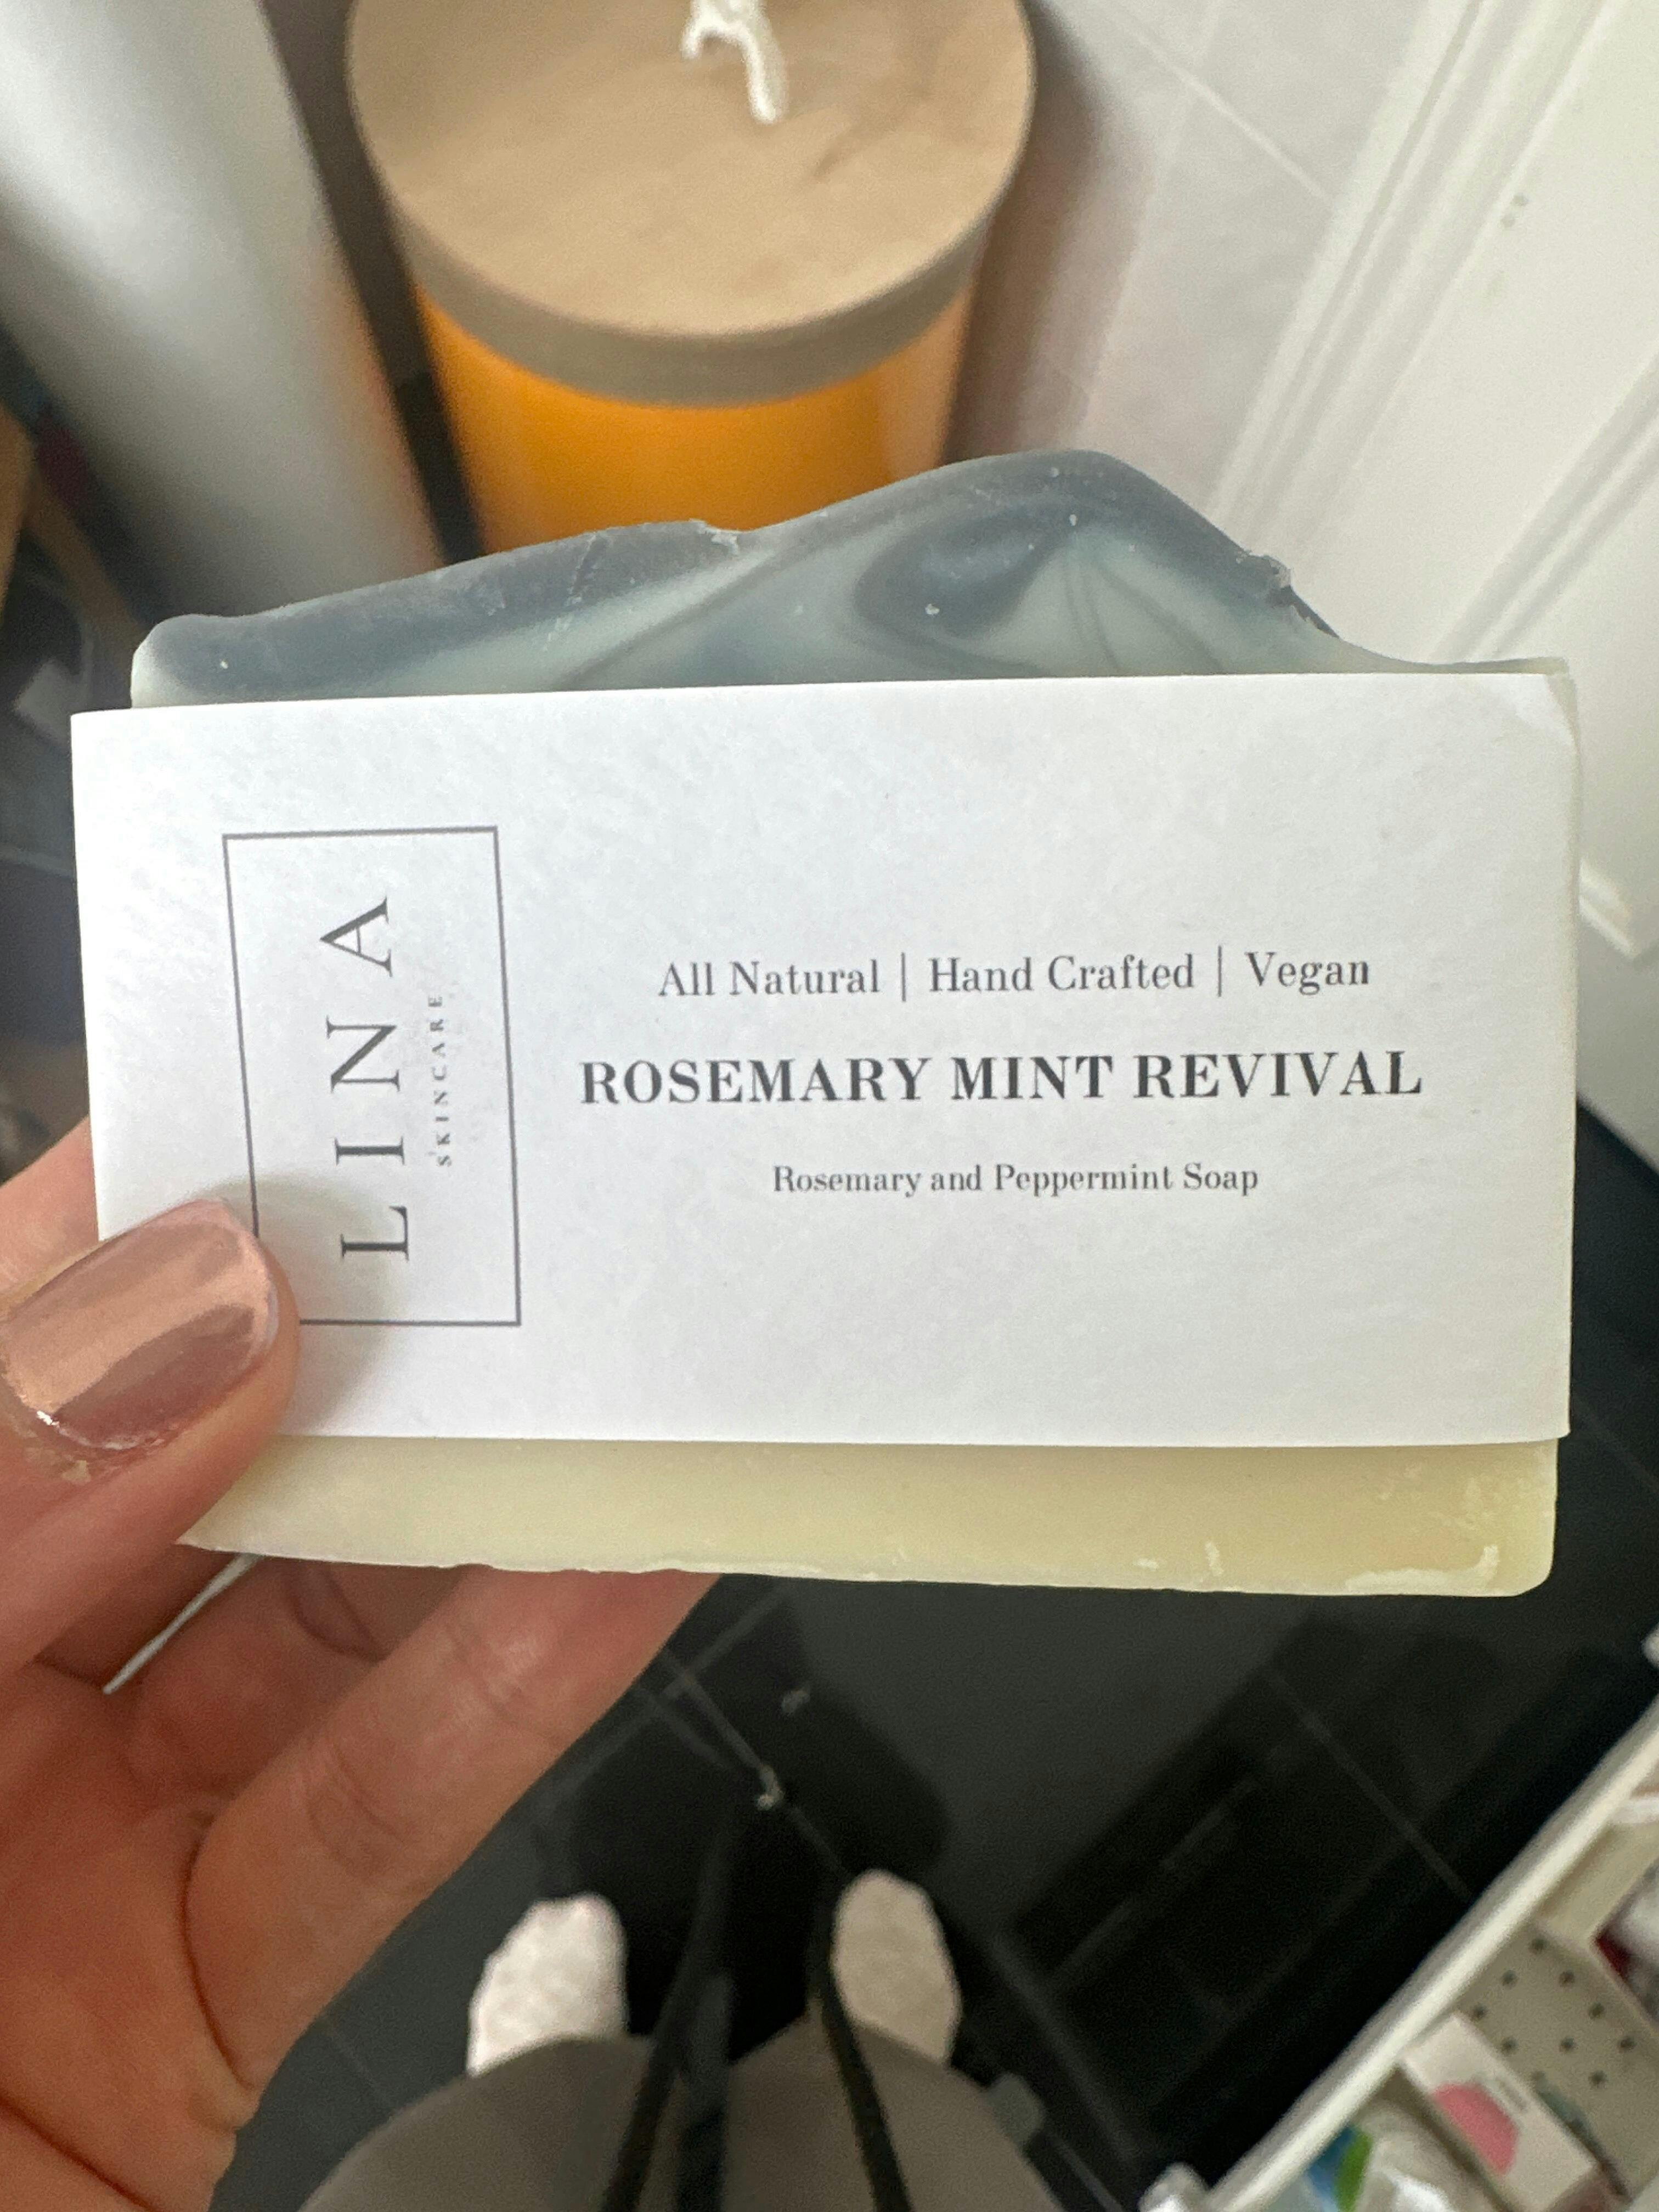 LINA
SKINCARE
All Natural | Hand Crafted | Vegan
ROSEMARY MINT REVIVAL
Rosemary and Peppermint Soap